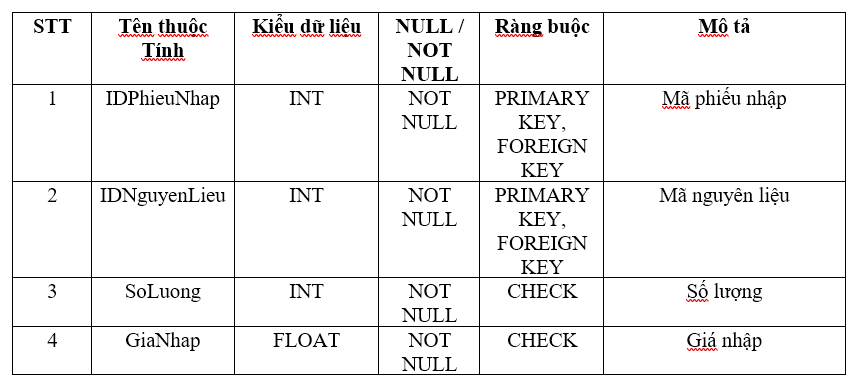 STT Tên thuộc Tính Kiểu dữ liệu NULL / NOT NULL Ràng buộc Mô tả
1 IDPhieuNhap INT NOT NULL PRIMARY KEY, FOREIGN KEY Mã phiếu nhập
2 IDNguyenLieu INT NOT NULL PRIMARY KEY, FOREIGN KEY Mã nguyên liệu
3 SoLuong INT NOT NULL CHECK Số lượng
4 GiaNhap FLOAT NOT NULL CHECK Giá nhập